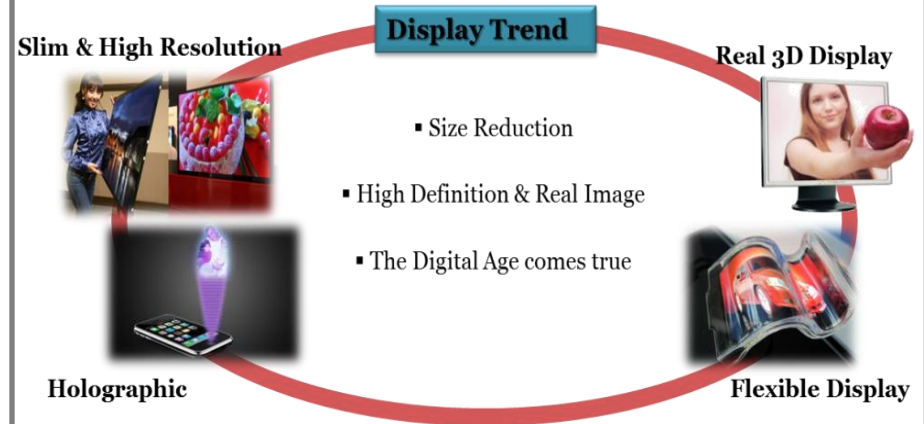 Display Trend
Slim & High Resolution
Real 3D Display
▪ Size Reduction
▪ High Definition & Real Image
▪ The Digital Age comes true
Holographic
Flexible Display